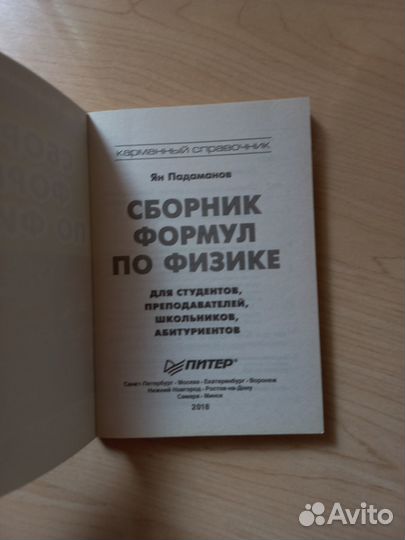 карманный справочник
Ян Падаманов
СБОРНИК
ФОРМУЛ
ПО ФИЗИКЕ
ДЛЯ СТУДЕНТОВ,
ПРЕПОДАВАТЕЛЕЙ,
ШКОЛЬНИКОВ,
АБИТУРИЕНТОВ
ПИТЕР®
Санкт-Петербург • Москва • Екатеринбург • Воронеж
Нижний Новгород • Ростов-на-Дону
Самара • Минск
2018
Avito